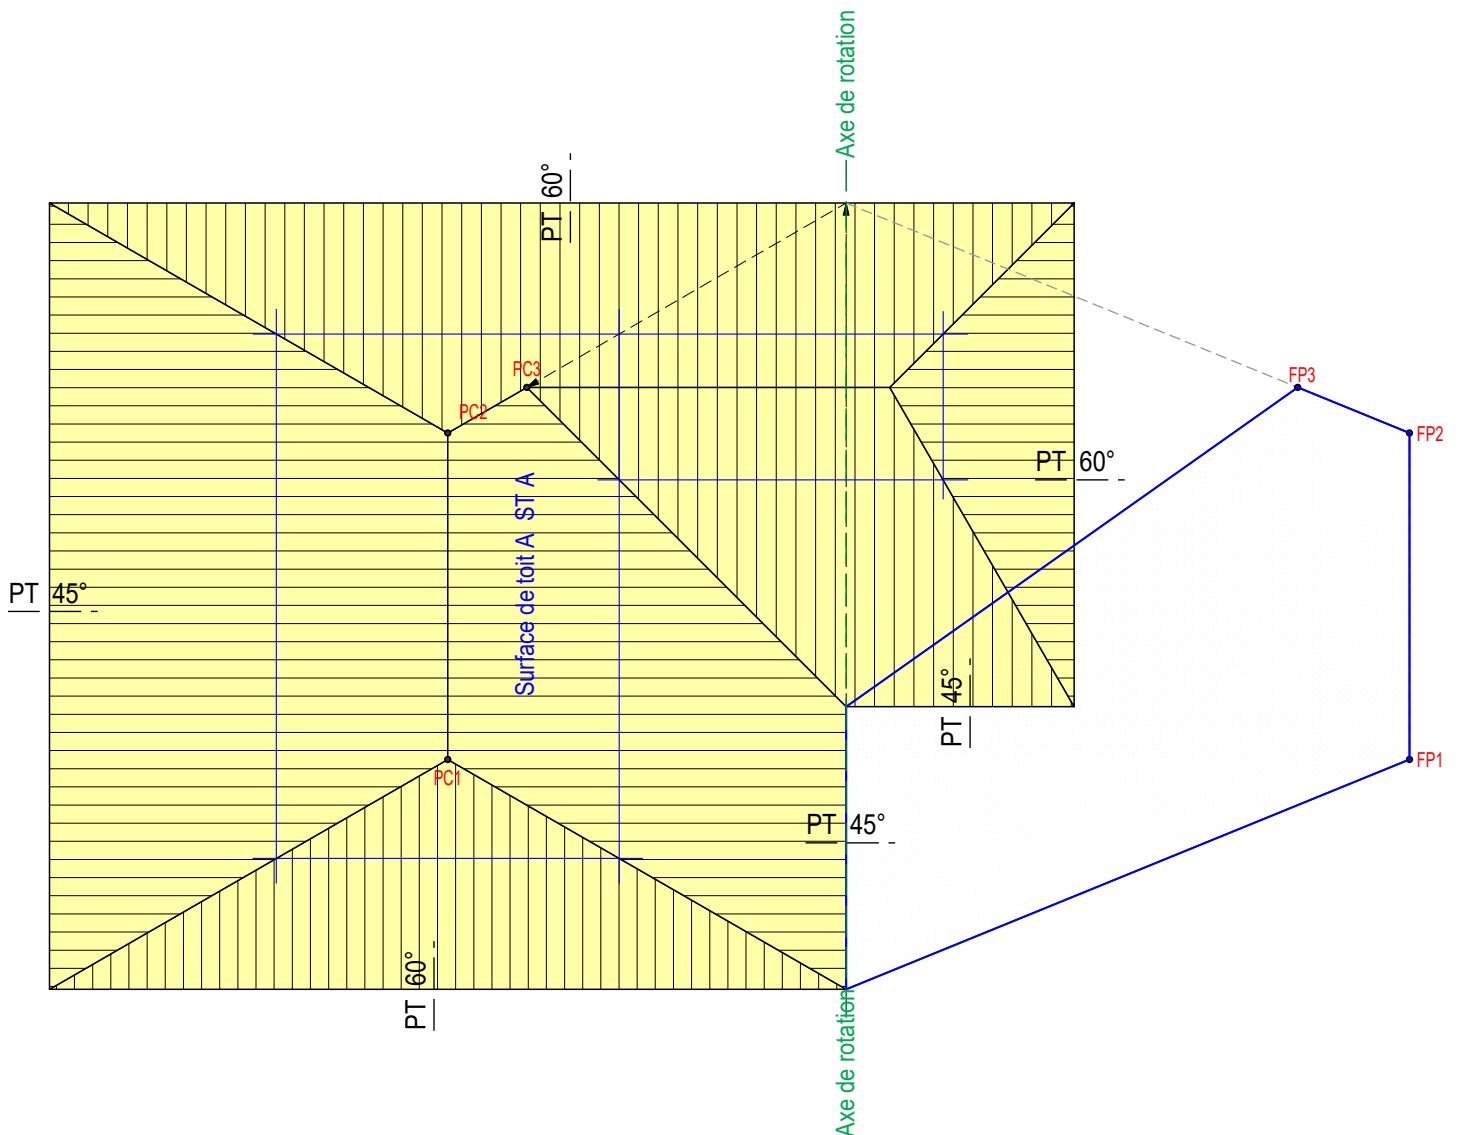 Axe de rotation
PT 60°
PC3
FP3
PC2
FP2
PT 60°
Surface de toit A ST A
PT 45°
PT 45°
FP1
PC1
PT 45°
PT 60°
Axe de rotation